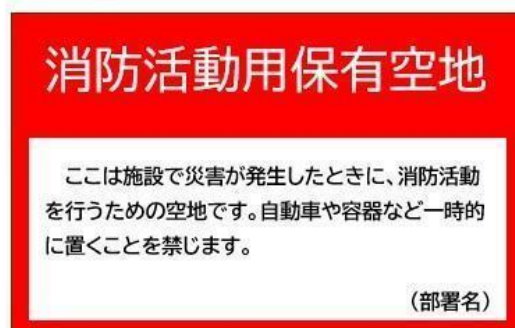 消防活動用保有空地
ここは施設で災害が発生したときに、消防活動
を行うための空地です。自動車や容器など一時的
に置くことを禁じます。
（部署名）